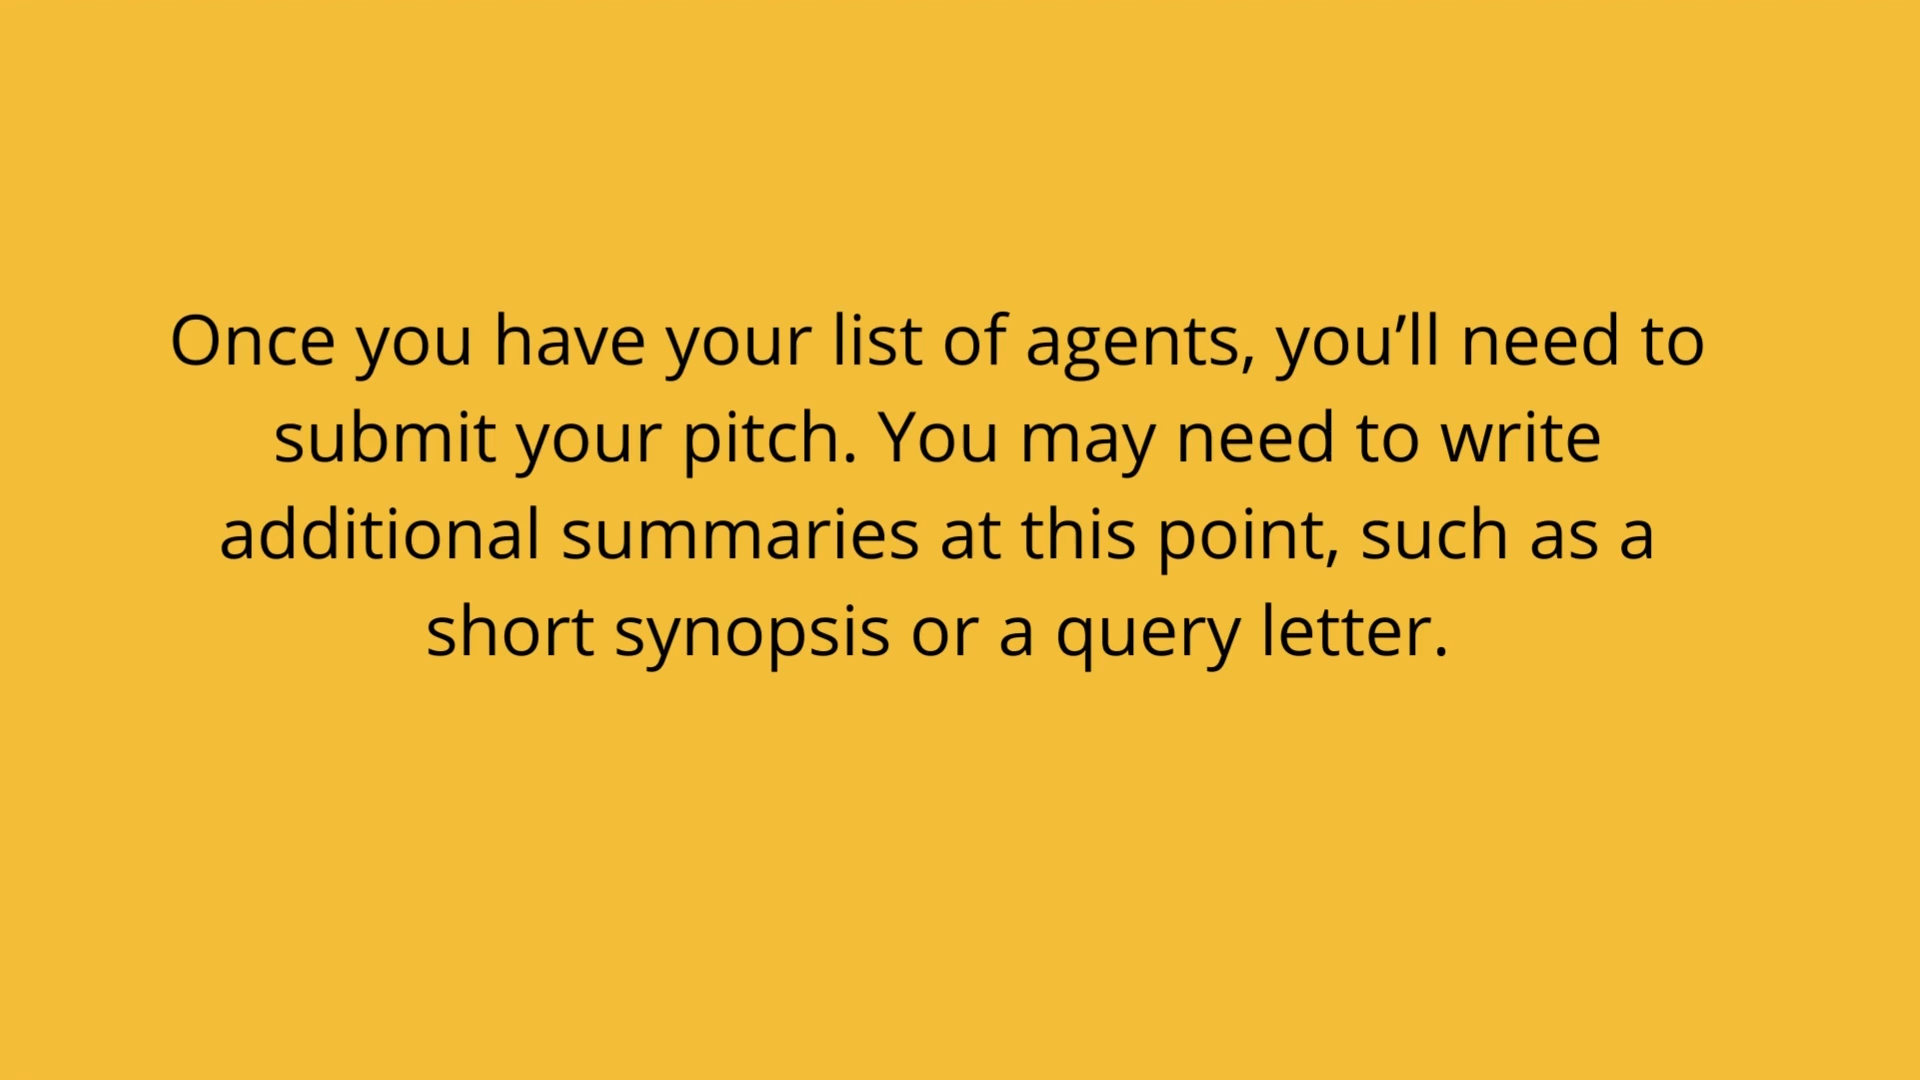 Once you have your list of agents, you’ll need to
submit your pitch. You may need to write
additional summaries at this point, such as a
short synopsis or a query letter.